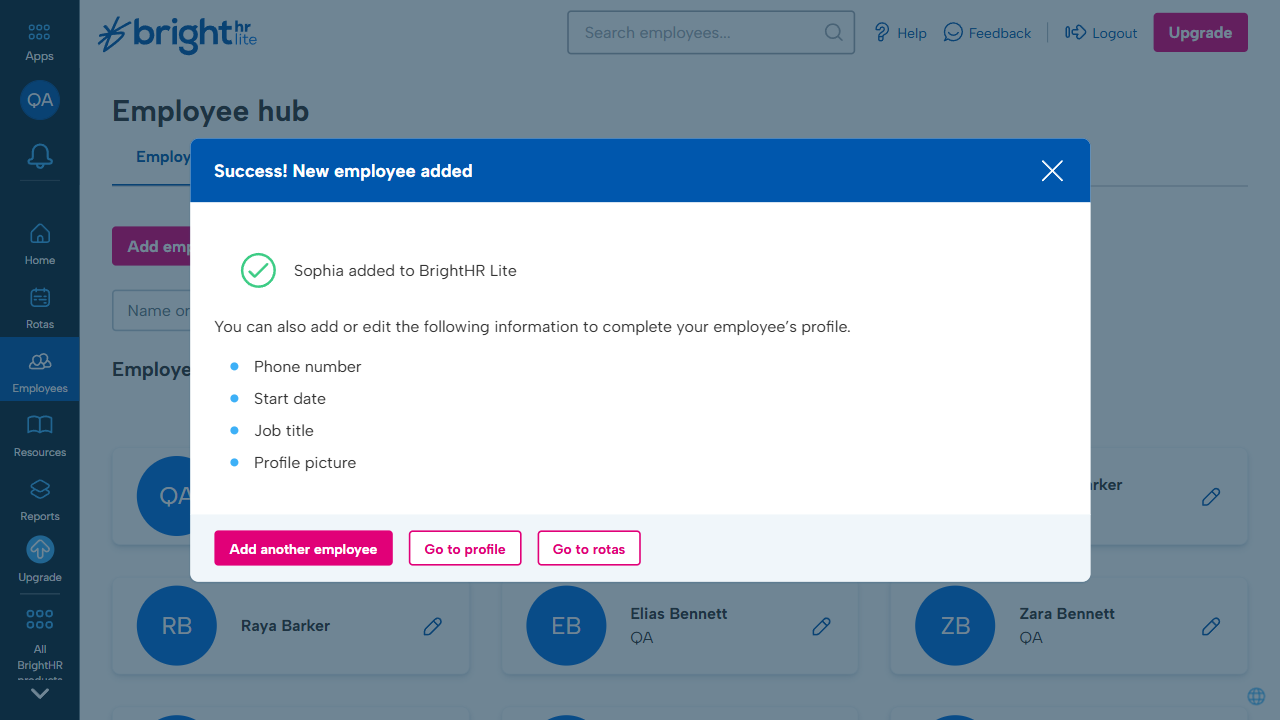 Apps
QA
Home
Rotas
Employees
Resources
Reports
Upgrade
All
BrightHR
products
bright hr
lite
Search employees...
Help
Feedback
Logout
Upgrade
Employee hub
Employ
Success! New employee added
Add emp
Name or
Employe
Sophia added to BrightHR Lite
You can also add or edit the following information to complete your employee’s profile.
Phone number
Start date
Job title
Profile picture
Add another employee
Go to profile
Go to rotas
QA
rker
RB
Raya Barker
EB
Elias Bennett
QA
ZB
Zara Bennett
QA